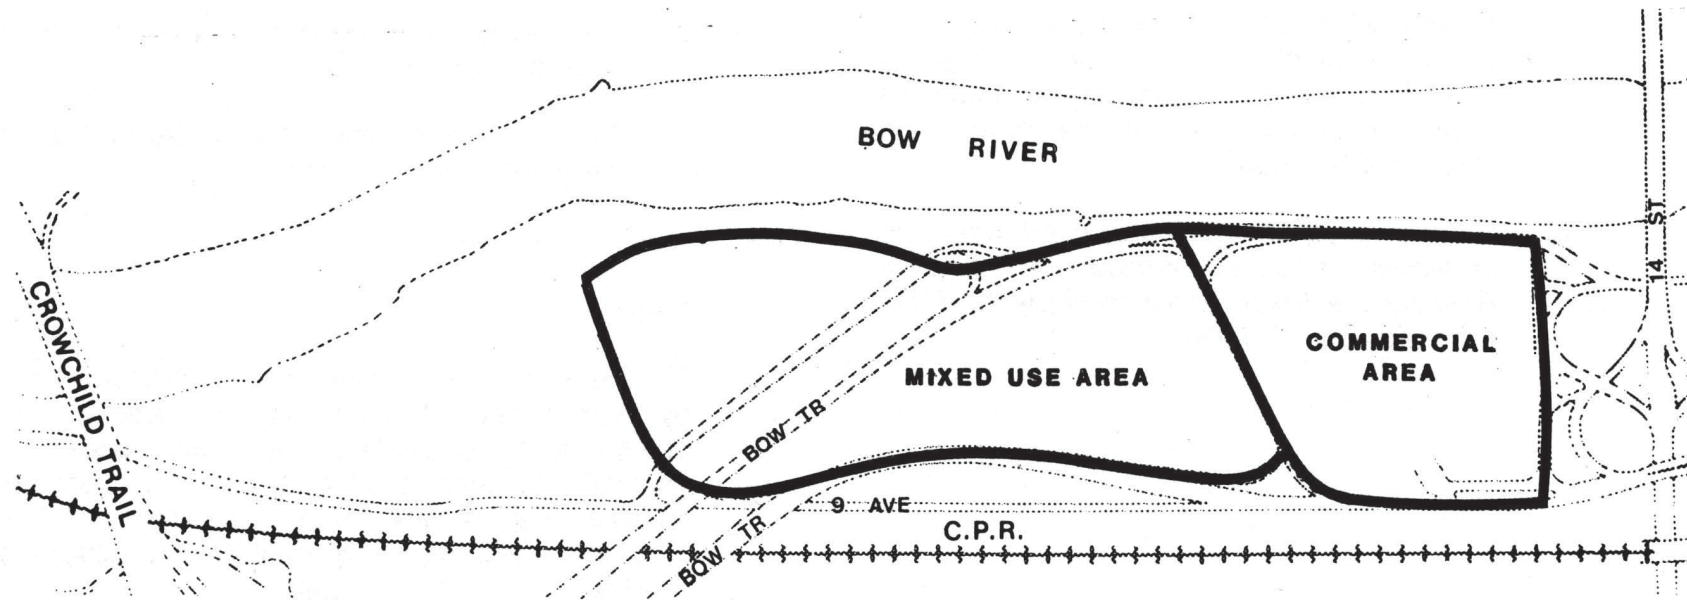 BOW RIVER
14 ST
CROWCHILD TRAIL
COMMERCIAL
AREA
MIXED USE AREA
BOW TR
9 AVE
C.P.R.
BOW TR